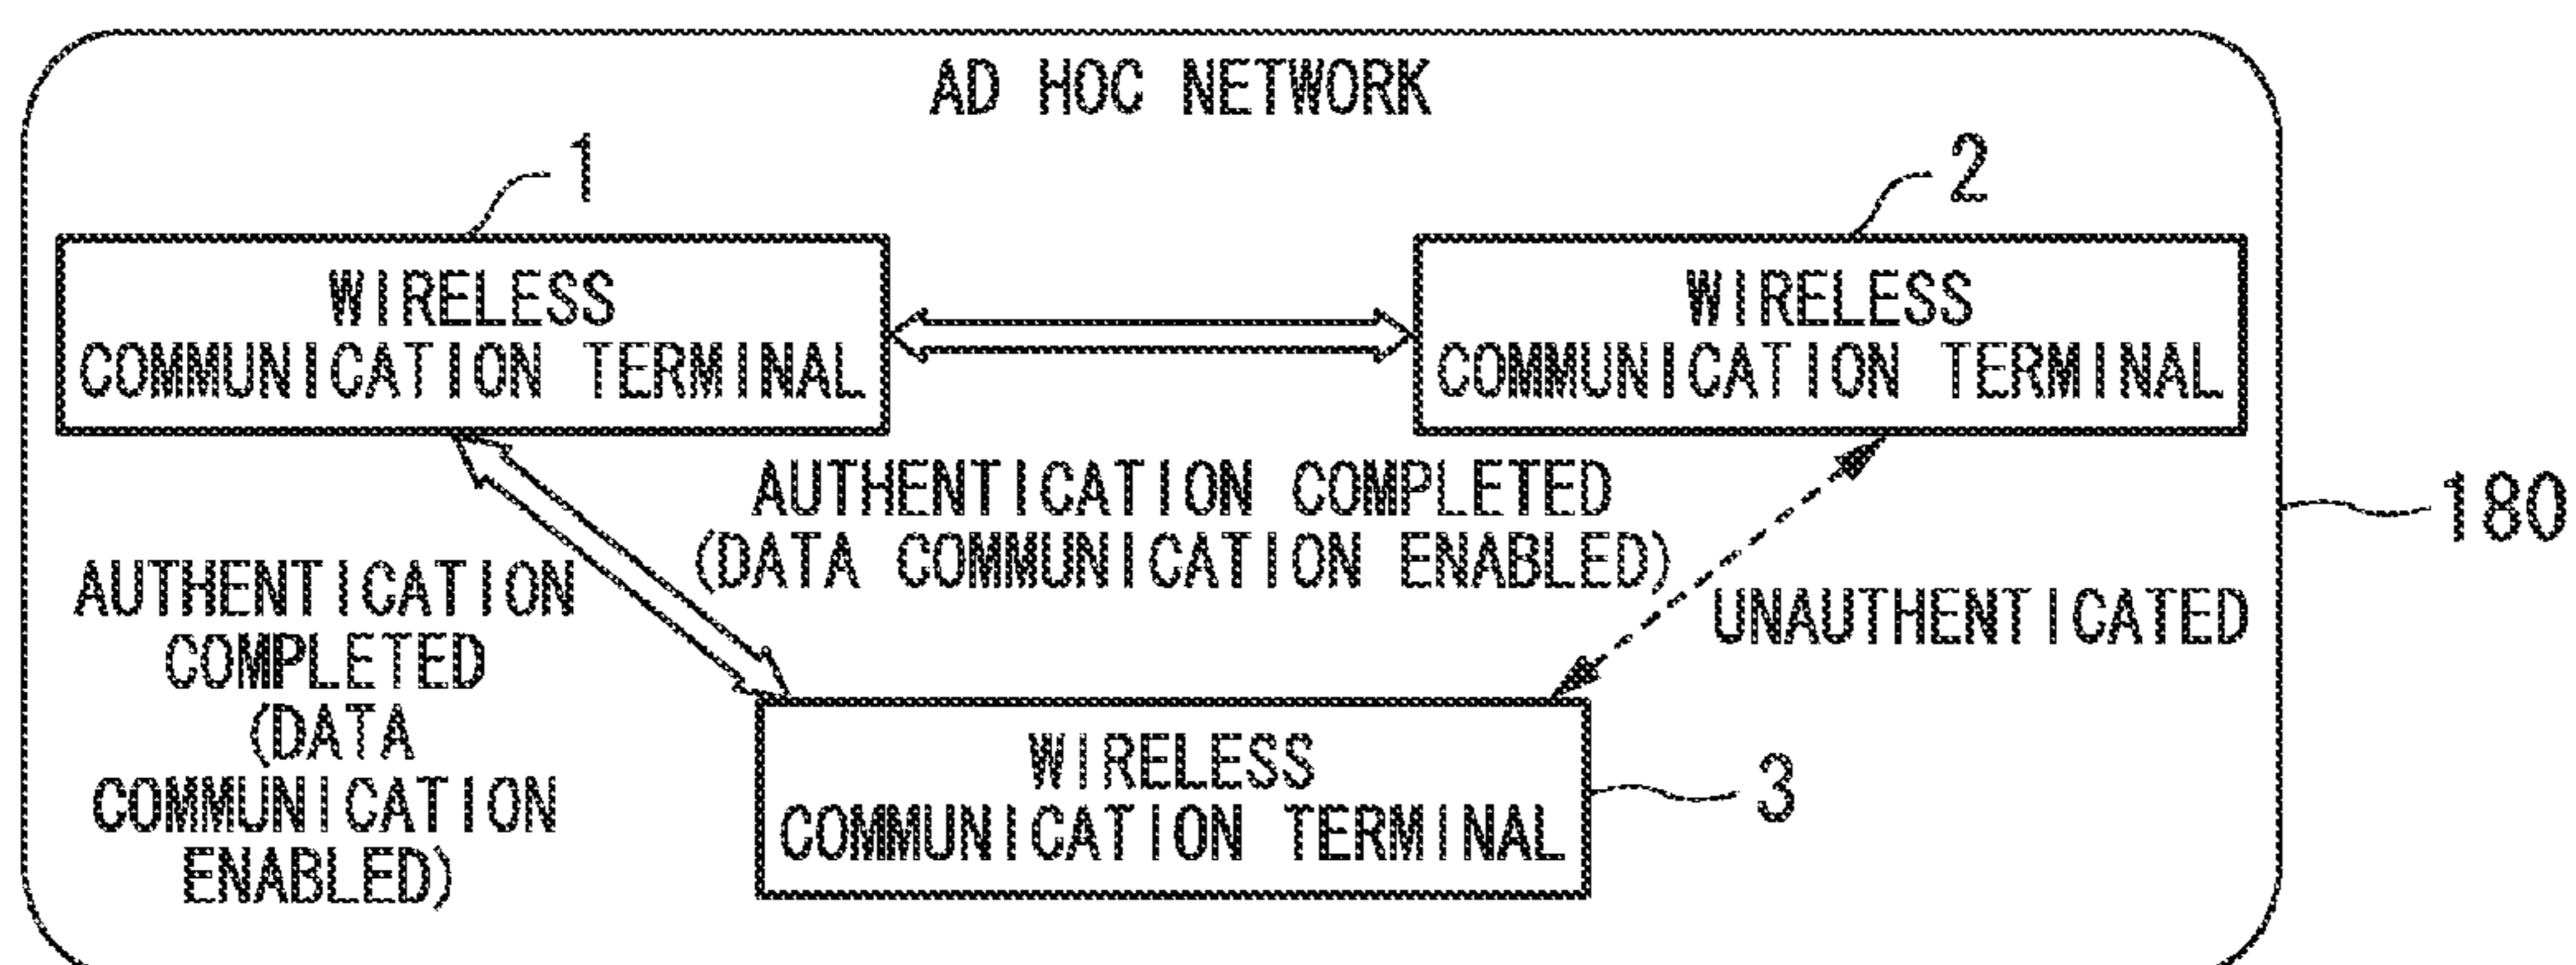 AD HOC NETWORK
1
2
WIRELESS
COMMUNICATION TERMINAL
WIRELESS
COMMUNICATION TERMINAL
AUTHENTICATION COMPLETED
(DATA COMMUNICATION ENABLED)
180
AUTHENTICATION
COMPLETED
(DATA
COMMUNICATION
ENABLED)
UNAUTHENTICATED
WIRELESS
COMMUNICATION TERMINAL
3